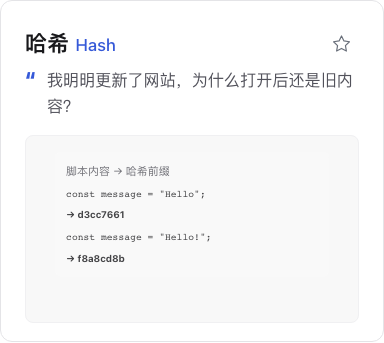 哈希 Hash
“ 我明明更新了网站，为什么打开后还是旧内
容？
脚本内容 → 哈希前缀
const message = "Hello";
→ d3cc7661
const message = "Hello!";
→ f8a8cd8b